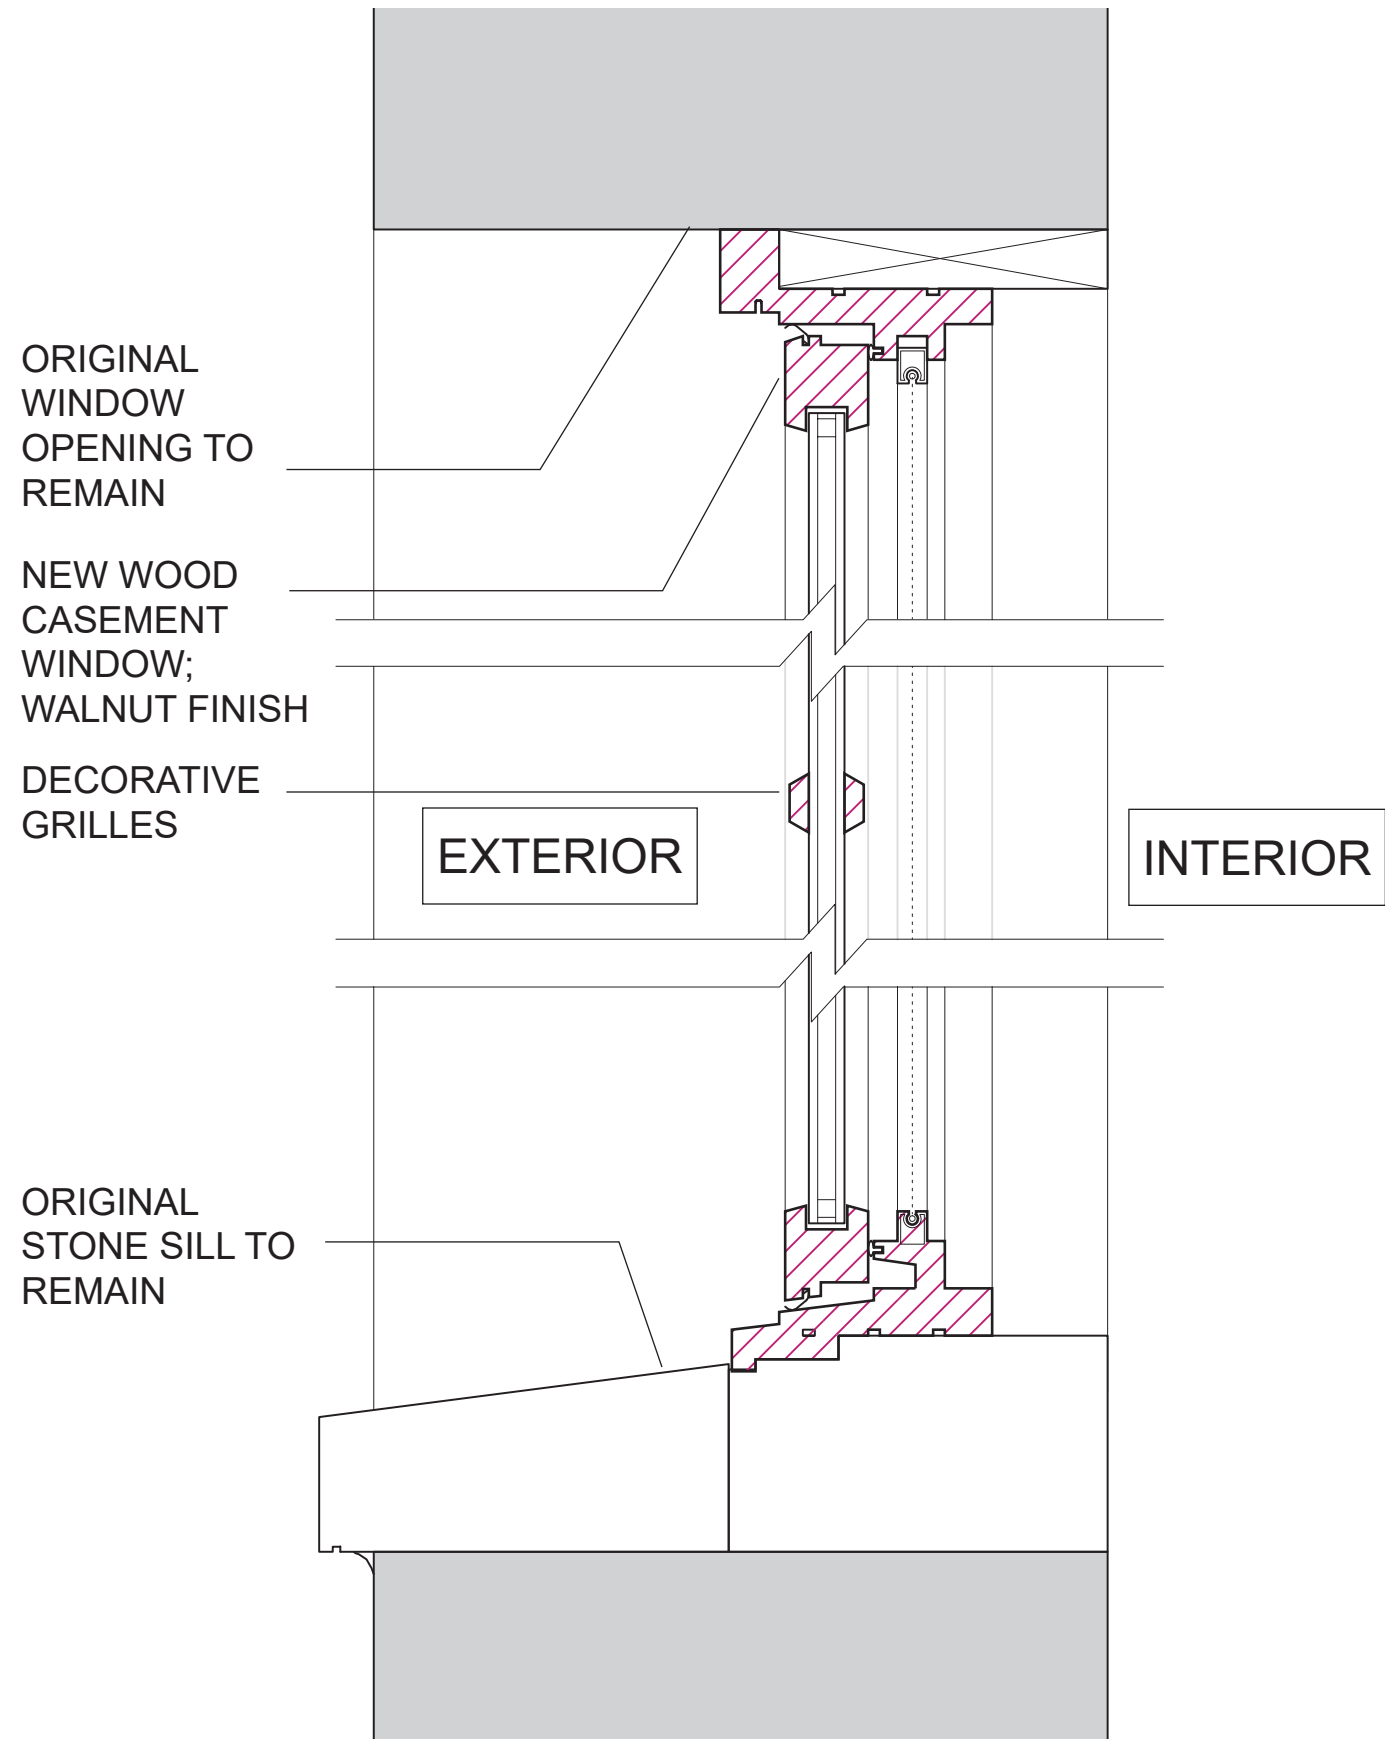 ORIGINAL
WINDOW
OPENING TO
REMAIN
NEW WOOD
CASEMENT
WINDOW;
WALNUT FINISH
DECORATIVE
GRILLES
EXTERIOR
INTERIOR
ORIGINAL
STONE SILL TO
REMAIN